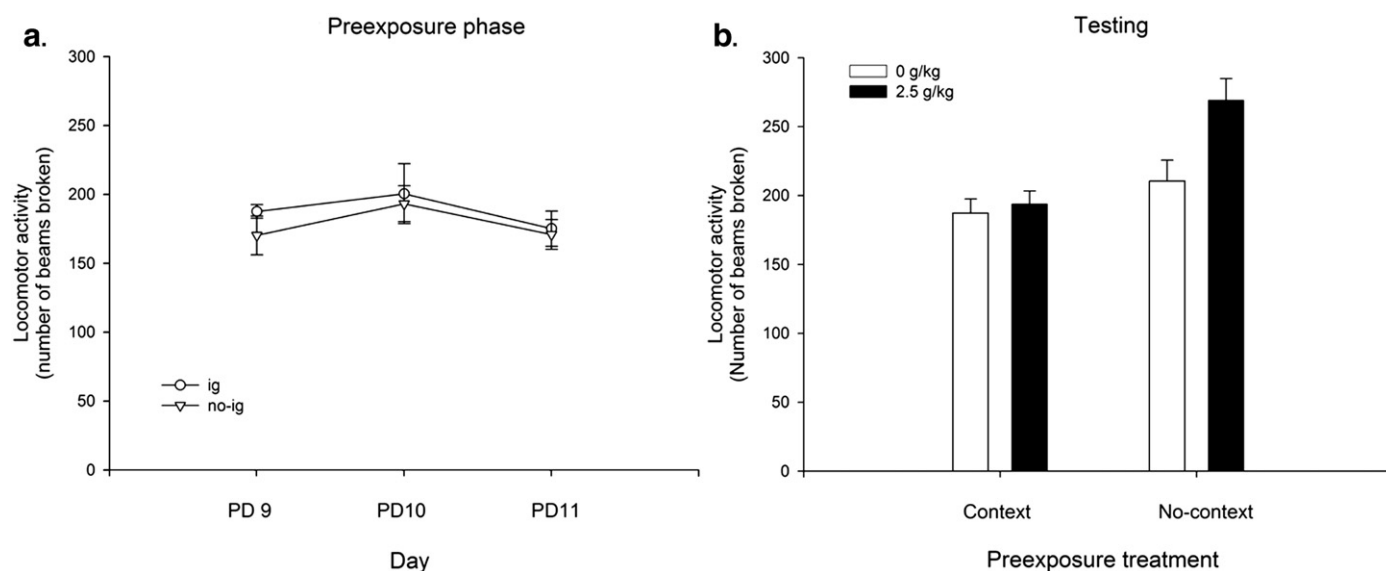 a.
Preexposure phase
Locomotor activity
(number of beams broken)
300
250
200
150
100
50
0
ig
no-ig
PD 9
PD10
PD11
Day
b.
Testing
Locomotor activity
(Number of beams broken)
300
250
200
150
100
50
0
0 g/kg
2.5 g/kg
Context
No-context
Preexposure treatment